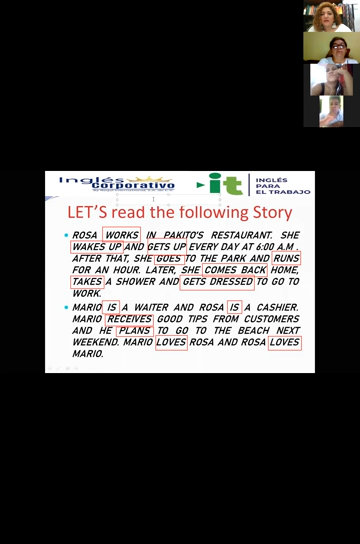 Inglés
Corporativo
it
INGLÉS
PARA
EL TRABAJO
LET'S read the following Story
ROSA WORKS IN PAKITO'S RESTAURANT. SHE
WAKES UP AND GETS UP EVERY DAY AT 6:00 A.M .
AFTER THAT, SHE GOES TO THE PARK AND RUNS
FOR AN HOUR. LATER, SHE COMES BACK HOME,
TAKES A SHOWER AND GETS DRESSED TO GO TO
WORK.
MARIO IS A WAITER AND ROSA IS A CASHIER.
MARIO RECEIVES GOOD TIPS FROM CUSTOMERS
AND HE PLANS TO GO TO THE BEACH NEXT
WEEKEND. MARIO LOVES ROSA AND ROSA LOVES
MARIO.